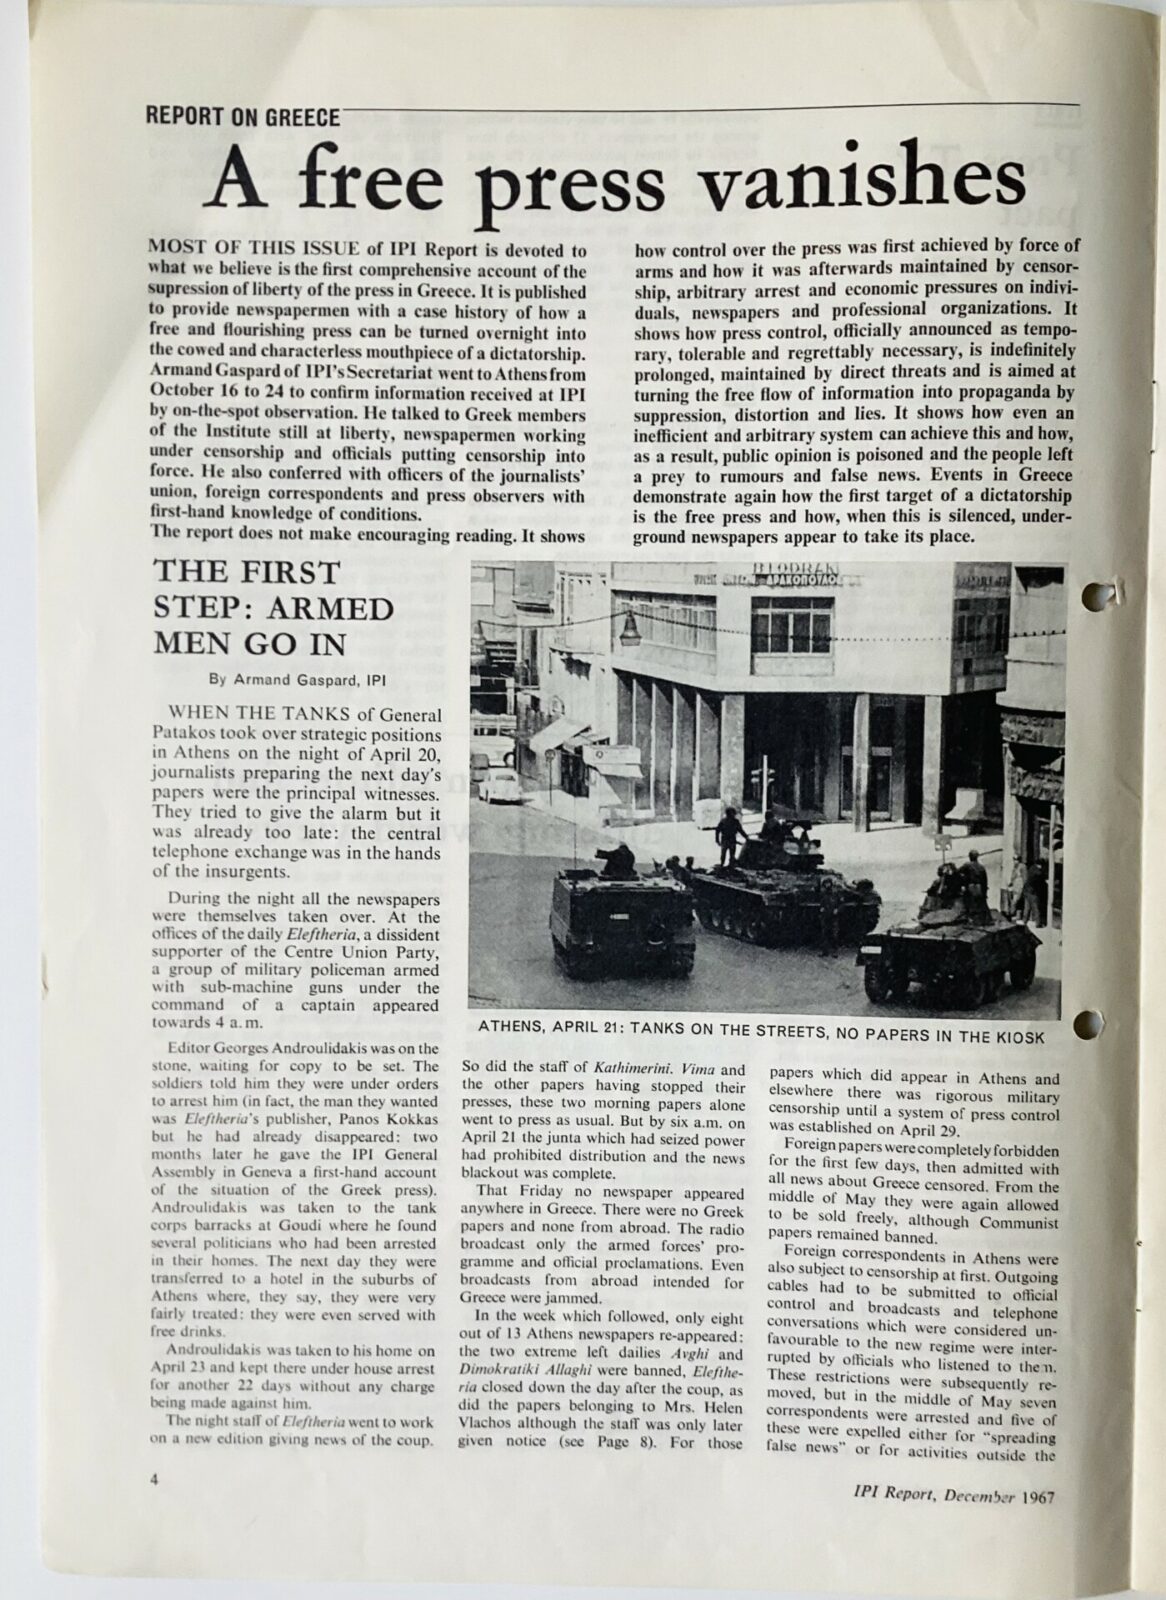 REPORT ON GREECE
A free press vanishes
MOST OF THIS ISSUE of IPI Report is devoted to
what we believe is the first comprehensive account of the
supression of liberty of the press in Greece. It is published
to provide newspapermen with a case history of how a
free and flourishing press can be turned overnight into
the cowed and characterless mouthpiece of a dictatorship.
Armand Gaspard of IPI's Secretariat went to Athens from
October 16 to 24 to confirm information received at IPI
by on-the-spot observation. He talked to Greek members
of the Institute still at liberty, newspapermen working
under censorship and officials putting censorship into
force. He also conferred with officers of the journalists'
union, foreign correspondents and press observers with
first-hand knowledge of conditions.
The report does not make encouraging reading. It shows
how control over the press was first achieved by force of
arms and how it was afterwards maintained by censor-
ship, arbitrary arrest and economic pressures on indivi-
duals, newspapers and professional organizations. It
shows how press control, officially announced as tempo-
rary, tolerable and regrettably necessary, is indefinitely
prolonged, maintained by direct threats and is aimed at
turning the free flow of information into propaganda by
suppression, distortion and lies. It shows how even an
inefficient and arbitrary system can achieve this and how,
as a result, public opinion is poisoned and the people left
a prey to rumours and false news. Events in Greece
demonstrate again how the first target of a dictatorship
is the free press and how, when this is silenced, under-
ground newspapers appear to take its place.
THE FIRST
STEP: ARMED
MEN GO IN
By Armand Gaspard, IPI
WHEN THE TANKS of General
Patakos took over strategic positions
in Athens on the night of April 20,
journalists preparing the next day's
papers were the principal witnesses.
They tried to give the alarm but it
was already too late: the central
telephone exchange was in the hands
of the insurgents.
During the night all the newspapers
were themselves taken over. At the
offices of the daily Eleftheria, a dissident
supporter of the Centre Union Party,
a group of military policeman armed
with sub-machine guns under the
command of a captain appeared
towards 4 a.m.
Editor Georges Androulidakis was on the
stone, waiting for copy to be set. The
soldiers told him they were under orders
to arrest him (in fact, the man they wanted
was Eleftheria's publisher, Panos Kokkas
but he had already disappeared: two
months later he gave the IPI General
Assembly in Geneva a first-hand account
of the situation of the Greek press).
Androulidakis was taken to the tank
corps barracks at Goudi where he found
several politicians who had been arrested
in their homes. The next day they were
transferred to a hotel in the suburbs of
Athens where, they say, they were very
fairly treated: they were even served with
free drinks.
Androulidakis was taken to his home on
April 23 and kept there under house arrest
for another 22 days without any charge
being made against him.
The night staff of Eleftheria went to work
on a new edition giving news of the coup.
ΑΡΑΚΟΠΟΥΛΟΣ
ATHENS, APRIL 21: TANKS ON THE STREETS, NO PAPERS IN THE KIOSK
So did the staff of Kathimerini. Vima and
the other papers having stopped their
presses, these two morning papers alone
went to press as usual. But by six a.m. on
April 21 the junta which had seized power
had prohibited distribution and the news
blackout was complete.
That Friday no newspaper appeared
anywhere in Greece. There were no Greek
papers and none from abroad. The radio
broadcast only the armed forces' pro-
gramme and official proclamations. Even
broadcasts from abroad intended for
Greece were jammed.
In the week which followed, only eight
out of 13 Athens newspapers re-appeared:
the two extreme left dailies Avghi and
Dimokratiki Allaghi were banned, Elefthe-
ria closed down the day after the coup, as
did the papers belonging to Mrs. Helen
Vlachos although the staff was only later
given notice (see Page 8). For those
papers which did appear in Athens and
elsewhere there was rigorous military
censorship until a system of press control
was established on April 29.
Foreign papers were completely forbidden
for the first few days, then admitted with
all news about Greece censored. From the
middle of May they were again allowed
to be sold freely, although Communist
papers remained banned.
Foreign correspondents in Athens were
also subject to censorship at first. Outgoing
cables had to be submitted to official
control and broadcasts and telephone
conversations which were considered un-
favourable to the new regime were inter-
rupted by officials who listened to them.
These restrictions were subsequently re-
moved, but in the middle of May seven
correspondents were arrested and five of
these were expelled either for "spreading
false news" or for activities outside the
4
IPI Report, December 1967